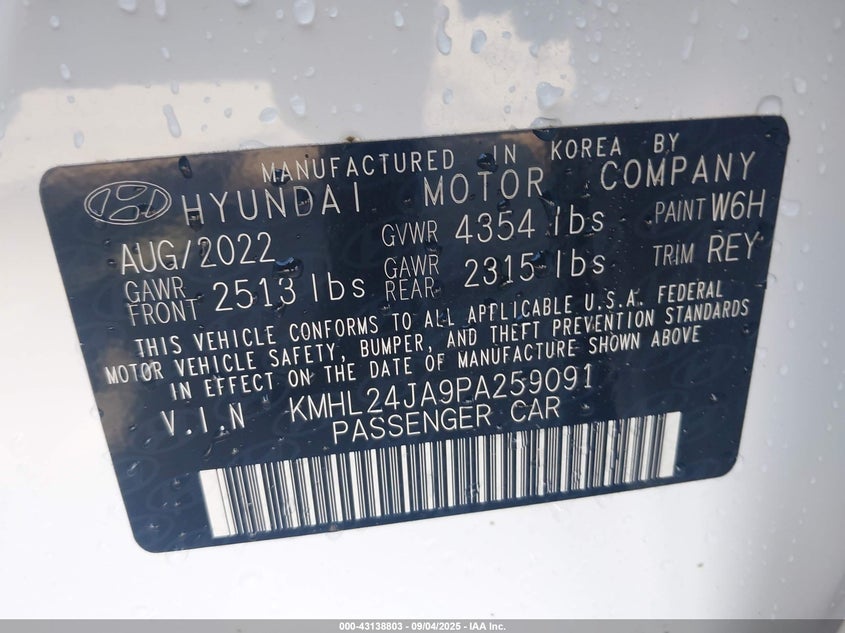 MANUFACTURED IN KOREA BY
HYUNDAI MOTOR COMPANY
AUG/2022 GVWR 4354 lbs PAINT W6H
GAWR FRONT 2513 lbs GAWR REAR 2315 lbs TRIM REY
THIS VEHICLE CONFORMS TO ALL APPLICABLE U.S.A. FEDERAL
MOTOR VEHICLE SAFETY, BUMPER, AND THEFT PREVENTION STANDARDS
IN EFFECT ON THE DATE OF MANUFACTURE SHOWN ABOVE
V.I.N KMHL24JA9PA259091
PASSENGER CAR
000-43138803 - 09/04/2025 - IAA Inc.